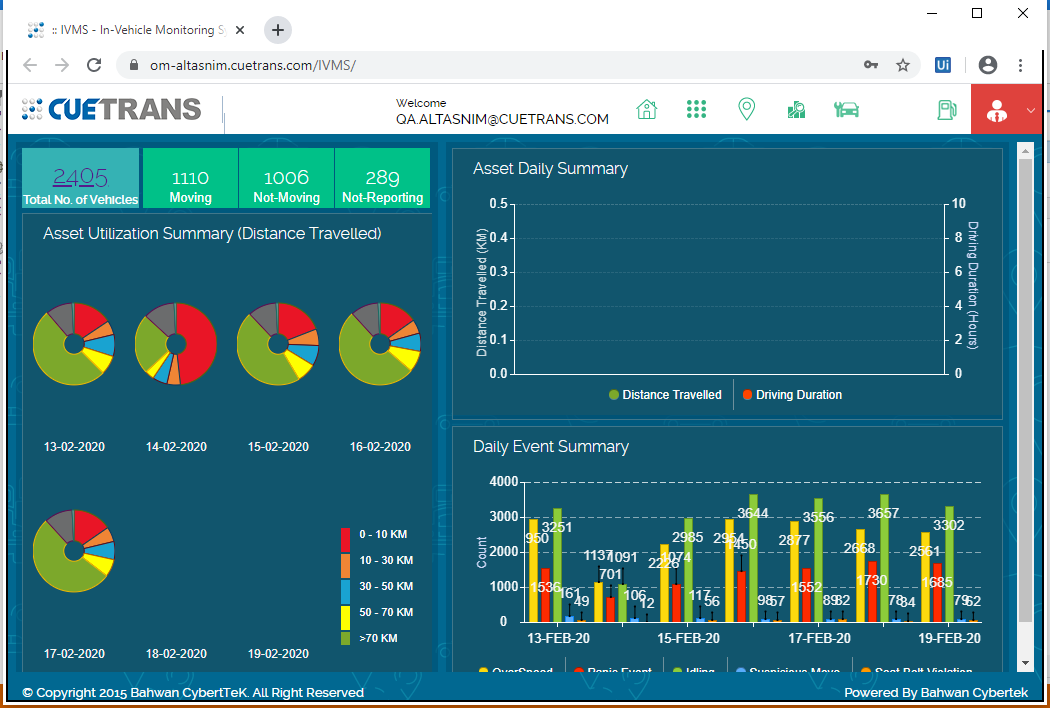 :: IVMS - In-Vehicle Monitoring S
om-altasnim.cuetrans.com/IVMS/
Ui
CUETRANS
Welcome
QA.ALTASNIM@CUETRANS.COM
2405
Total No. of Vehicles
1110
Moving
1006
Not-Moving
289
Not-Reporting
Asset Utilization Summary (Distance Travelled)
13-02-2020
14-02-2020
15-02-2020
16-02-2020
17-02-2020
18-02-2020
19-02-2020
0 - 10 KM
10 - 30 KM
30 - 50 KM
50 - 70 KM
>70 KM
Asset Daily Summary
Distance Travelled (KM)
0.5
0.4
0.3
0.2
0.1
0.0
10
8
6
4
2
0
Driving Duration (Hours)
Distance Travelled
Driving Duration
Daily Event Summary
Count
4000
3000
2000
1000
0
950
3251
1536
161
49
1137
701
1091
106
12
2226
1074
2985
117
56
2954
1450
3644
98
57
2877
1552
3556
89
82
2668
1730
3657
78
84
2561
1685
3302
79
62
13-FEB-20
15-FEB-20
17-FEB-20
19-FEB-20
OverSpeed
Panic Event
Idling
Suspicious Move
Seat Belt Violation
© Copyright 2015 Bahwan CyberTeK. All Right Reserved
Powered By Bahwan Cybertek